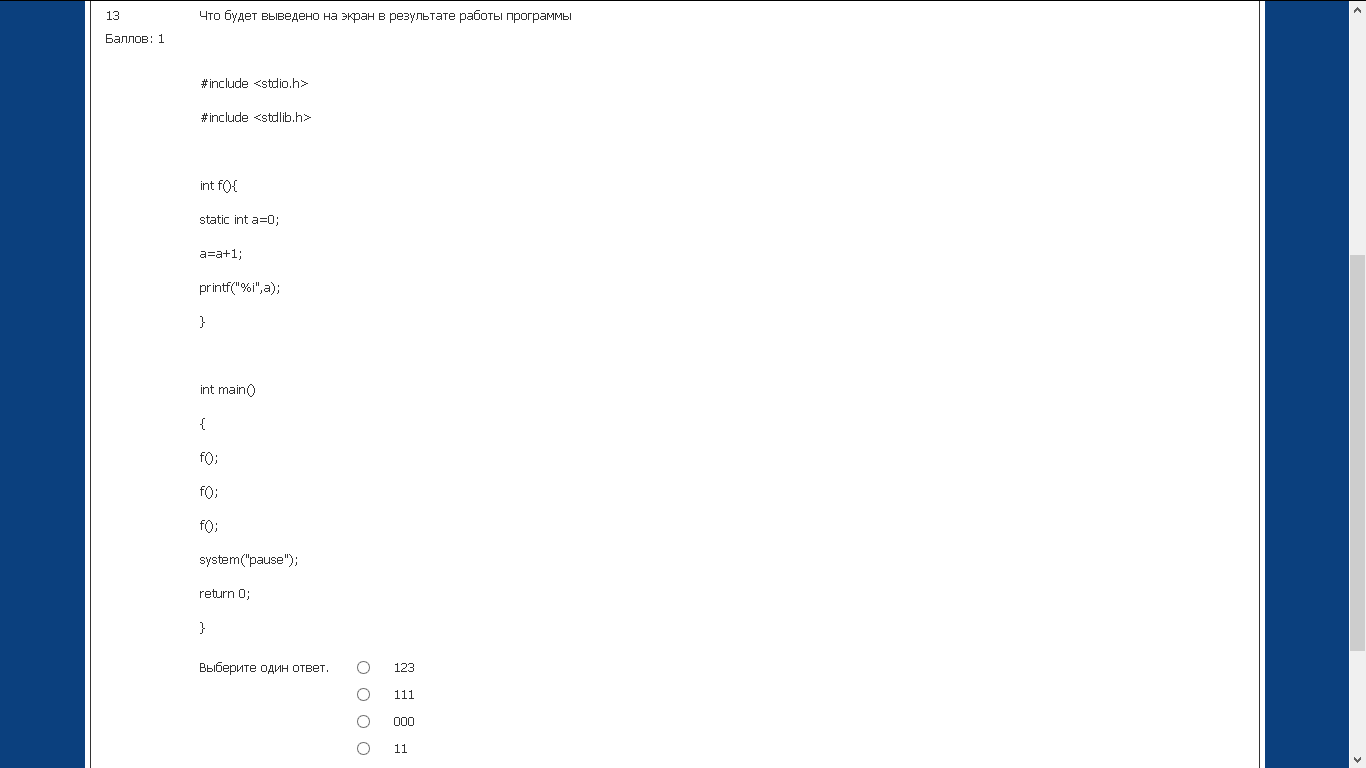 13 Что будет выведено на экран в результате работы программы
Баллов: 1
#include <stdio.h>
#include <stdlib.h>
int f(){
static int a=0;
a=a+1;
printf("%i",a);
}
int main()
{
f();
f();
f();
system("pause");
return 0;
}
Выберите один ответ. 123
111
000
11